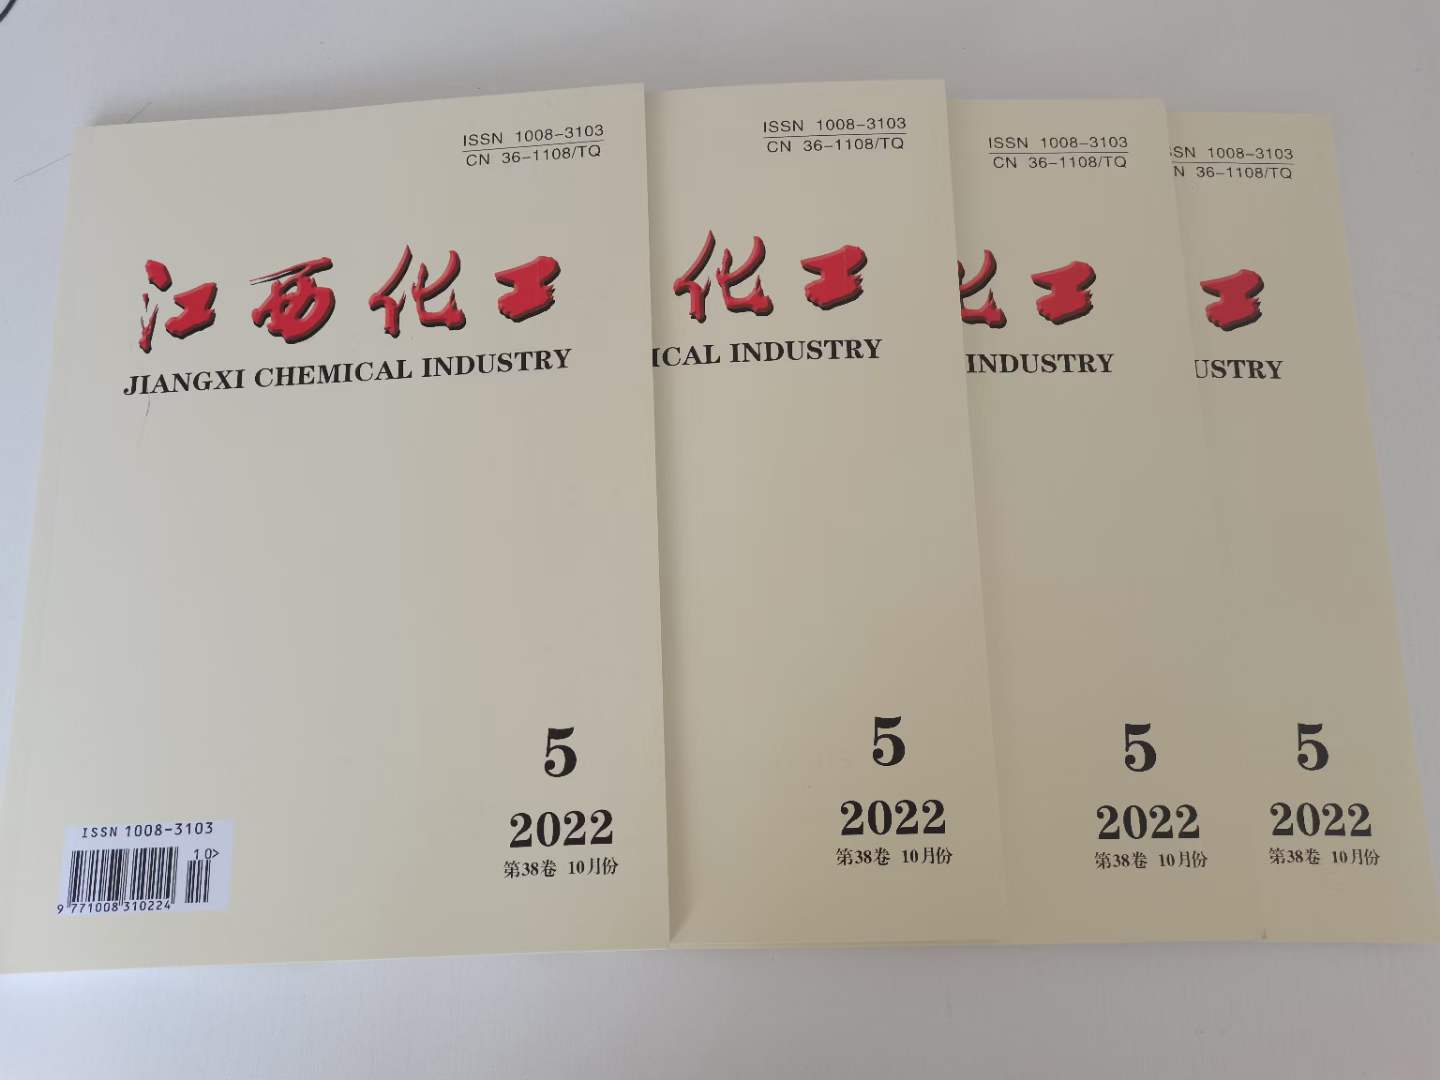 ISSN 1008-3103
CN 36-1108/TQ
江西化工
JIANGXI CHEMICAL INDUSTRY
5
2022
第38卷 10月份
ISSN 1008-3103
10>
9 771008 310224
ISSN 1008-3103
CN 36-1108/TQ
化工
ICAL INDUSTRY
5
2022
第38卷 10月份
ISSN 1008-3103
CN 36-1108/TQ
化工
INDUSTRY
5
2022
第38卷 10月份
SSN 1008-3103
N 36-1108/TQ
工
USTRY
5
2022
第38卷 10月份